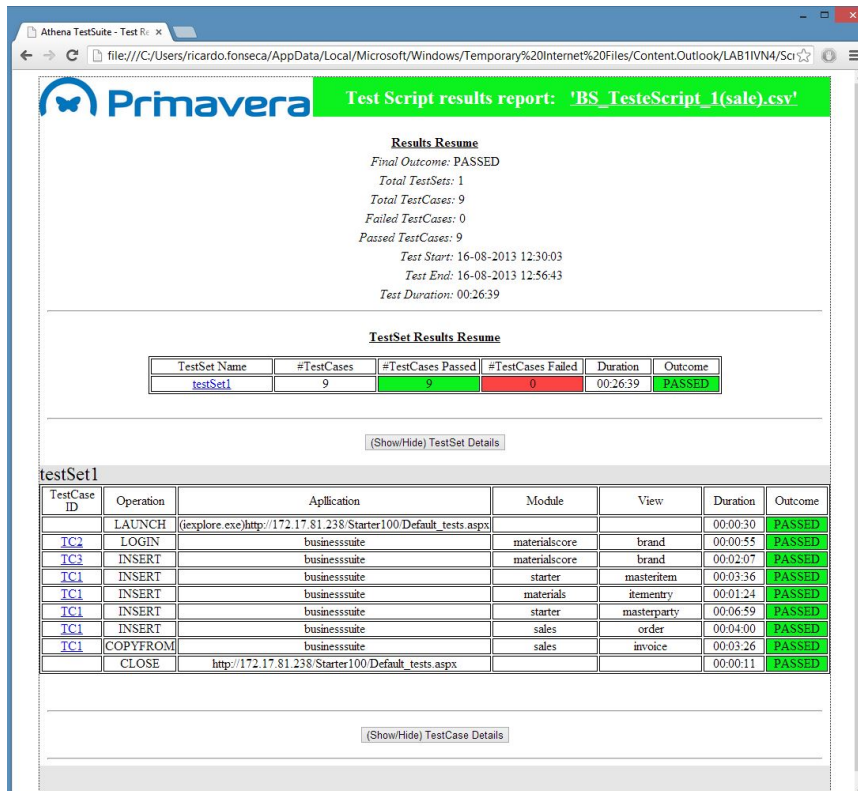 Athena TestSuite - Test Re
file:///C:/Users/ricardo.fonseca/AppData/Local/Microsoft/Windows/Temporary%20Internet%20Files/Content.Outlook/LAB1IVN4/Scr
Primavera
Test Script results report: 'BS_TesteScript_1(sale).csv'
Results Resume
Final Outcome: PASSED
Total TestSets: 1
Total TestCases: 9
Failed TestCases: 0
Passed TestCases: 9
Test Start: 16-08-2013 12:30:03
Test End: 16-08-2013 12:56:43
Test Duration: 00:26:39
TestSet Results Resume
TestSet Name #TestCases #TestCases Passed #TestCases Failed Duration Outcome
testSet1 9 9 0 00:26:39 PASSED
(Show/Hide) TestSet Details
testSet1
TestCase ID Operation Apllication Module View Duration Outcome
LAUNCH (iexplore.exe)http://172.17.81.238/Starter100/Default_tests.aspx 00:00:30 PASSED
TC2 LOGIN businesssuite materialscore brand 00:00:55 PASSED
TC3 INSERT businesssuite materialscore brand 00:02:07 PASSED
TC1 INSERT businesssuite starter masteritem 00:03:36 PASSED
TC1 INSERT businesssuite materials itementry 00:01:24 PASSED
TC1 INSERT businesssuite starter masterparty 00:06:59 PASSED
TC1 INSERT businesssuite sales order 00:04:00 PASSED
TC1 COPYFROM businesssuite sales invoice 00:03:26 PASSED
CLOSE http://172.17.81.238/Starter100/Default_tests.aspx 00:00:11 PASSED
(Show/Hide) TestCase Details